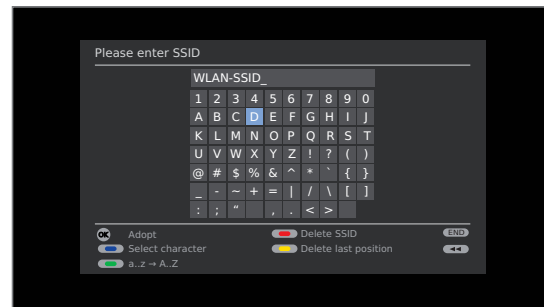 Please enter SSID
WLAN-SSID_
1 2 3 4 5 6 7 8 9 0
A B C D E F G H I J
K L M N O P Q R S T
U V W X Y Z ! ? ( )
@ # $ % & ^ * ` { }
_ - ~ + = | / \ [ ]
: ; “ , . < >
OK Adopt Delete SSID END
Select character Delete last position ◄◄
a..z → A..Z